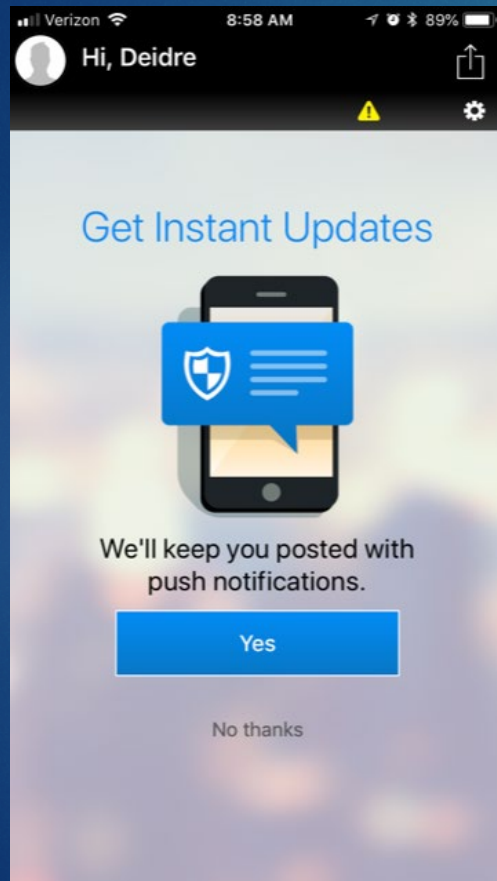 Verizon 8:58 AM 89%
Hi, Deidre
Get Instant Updates
We'll keep you posted with
push notifications.
Yes
No thanks